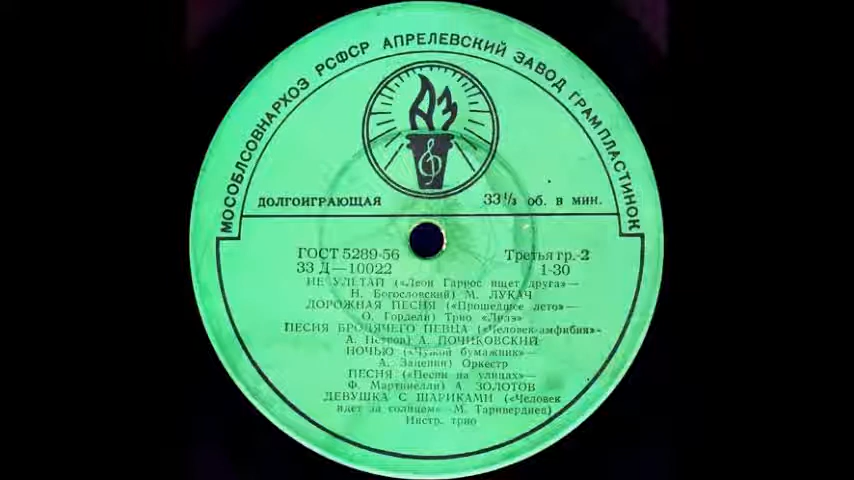 МОСОБЛСОВНАРХОЗ РСФСР АПРЕЛЕВСКИЙ ЗАВОД ГРАМПЛАСТИНОК
АЗ
ДОЛГОИГРАЮЩАЯ 33⅓ об. в мин.
ГОСТ 5289-56 Третья гр.-2
33 Д—10022 1-30
НЕ УЛЕТАЙ («Леон Гаррос ищет друга»—
Н. Богословский) М. ЛУКАЧ
ДОРОЖНАЯ ПЕСНЯ («Прошедшее лето»—
О. Гордели) Трио «Лилэ»
ПЕСНЯ БРОДЯЧЕГО ПЕВЦА («Человек-амфибия»-
А. Петров) А. ПОЧИКОВСКИЙ
НОЧЬЮ («Чужой бумажник»—
А. Зацепин) Оркестр
ПЕСНЯ («Песни на улицах»—
Ф. Мартинелли) А. ЗОЛОТОВ
ДЕВУШКА С ШАРИКАМИ («Человек
идет за солнцем» -М. Таривердиев)
Инстр. трио